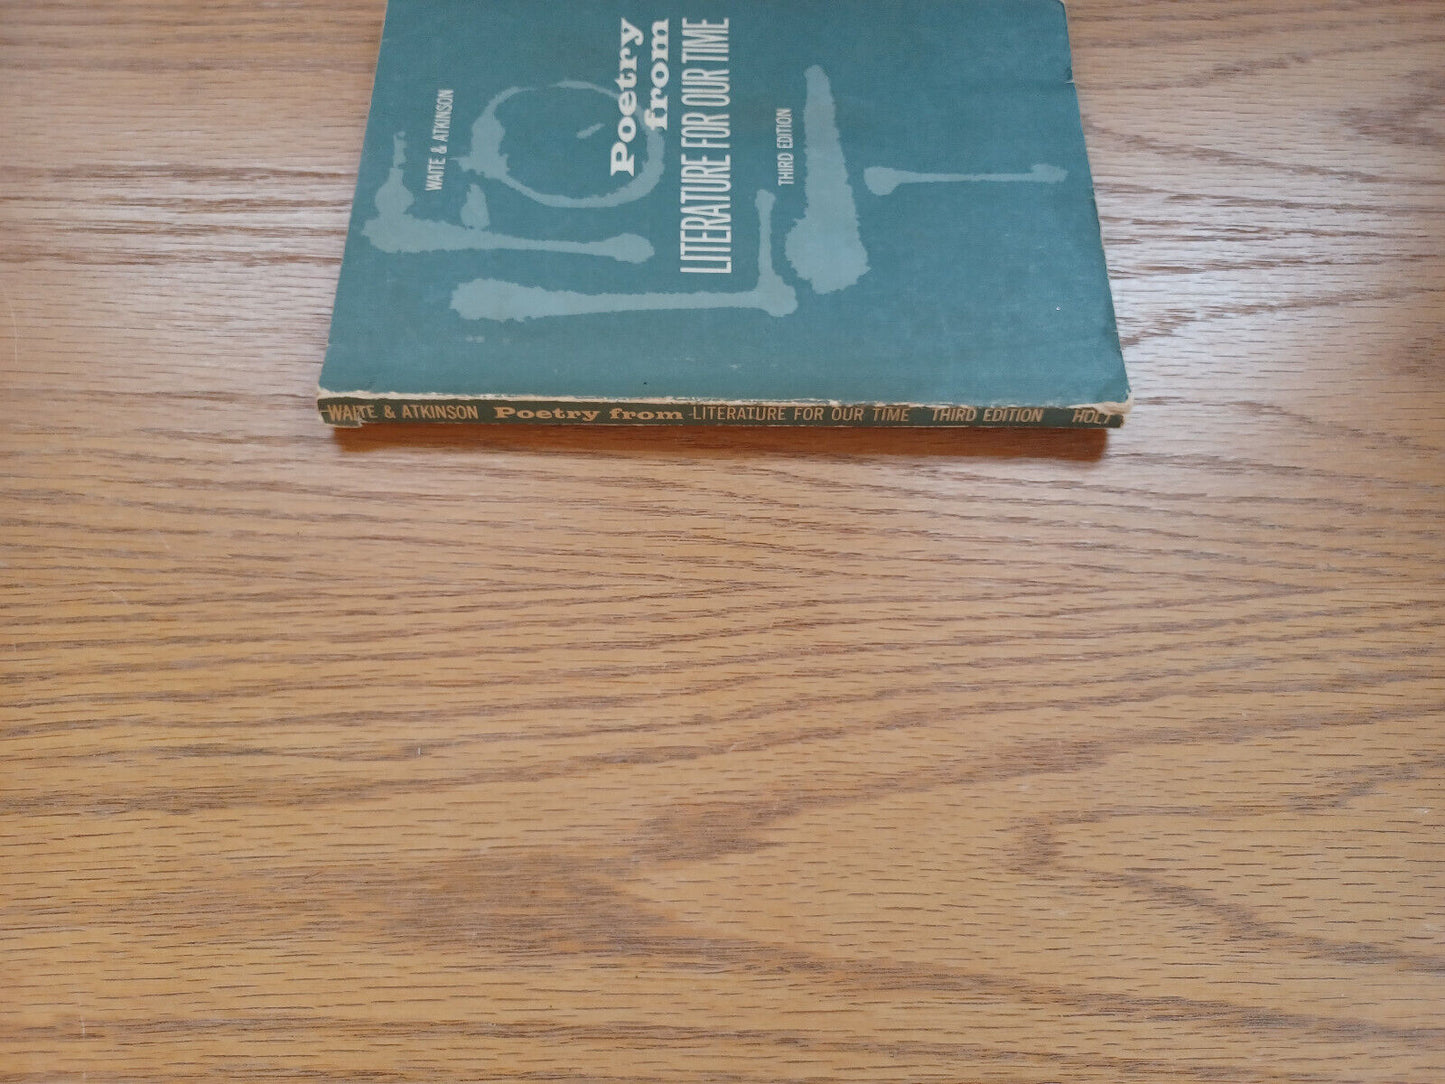 WAITE & ATKINSON
Poetry
from
LITERATURE FOR OUR TIME
THIRD EDITION
WAITE & ATKINSON Poetry from LITERATURE FOR OUR TIME THIRD EDITION HOLT